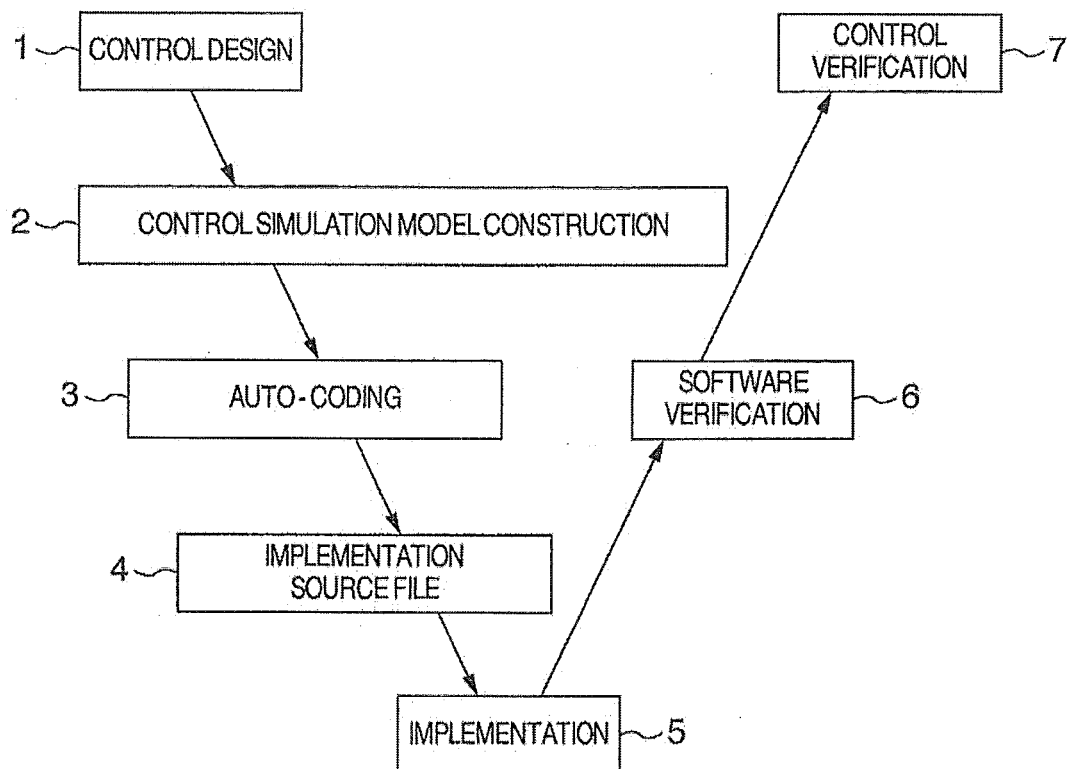 1
CONTROL DESIGN
CONTROL
VERIFICATION
7
2
CONTROL SIMULATION MODEL CONSTRUCTION
3
AUTO-CODING
SOFTWARE
VERIFICATION
6
4
IMPLEMENTATION
SOURCE FILE
IMPLEMENTATION
5